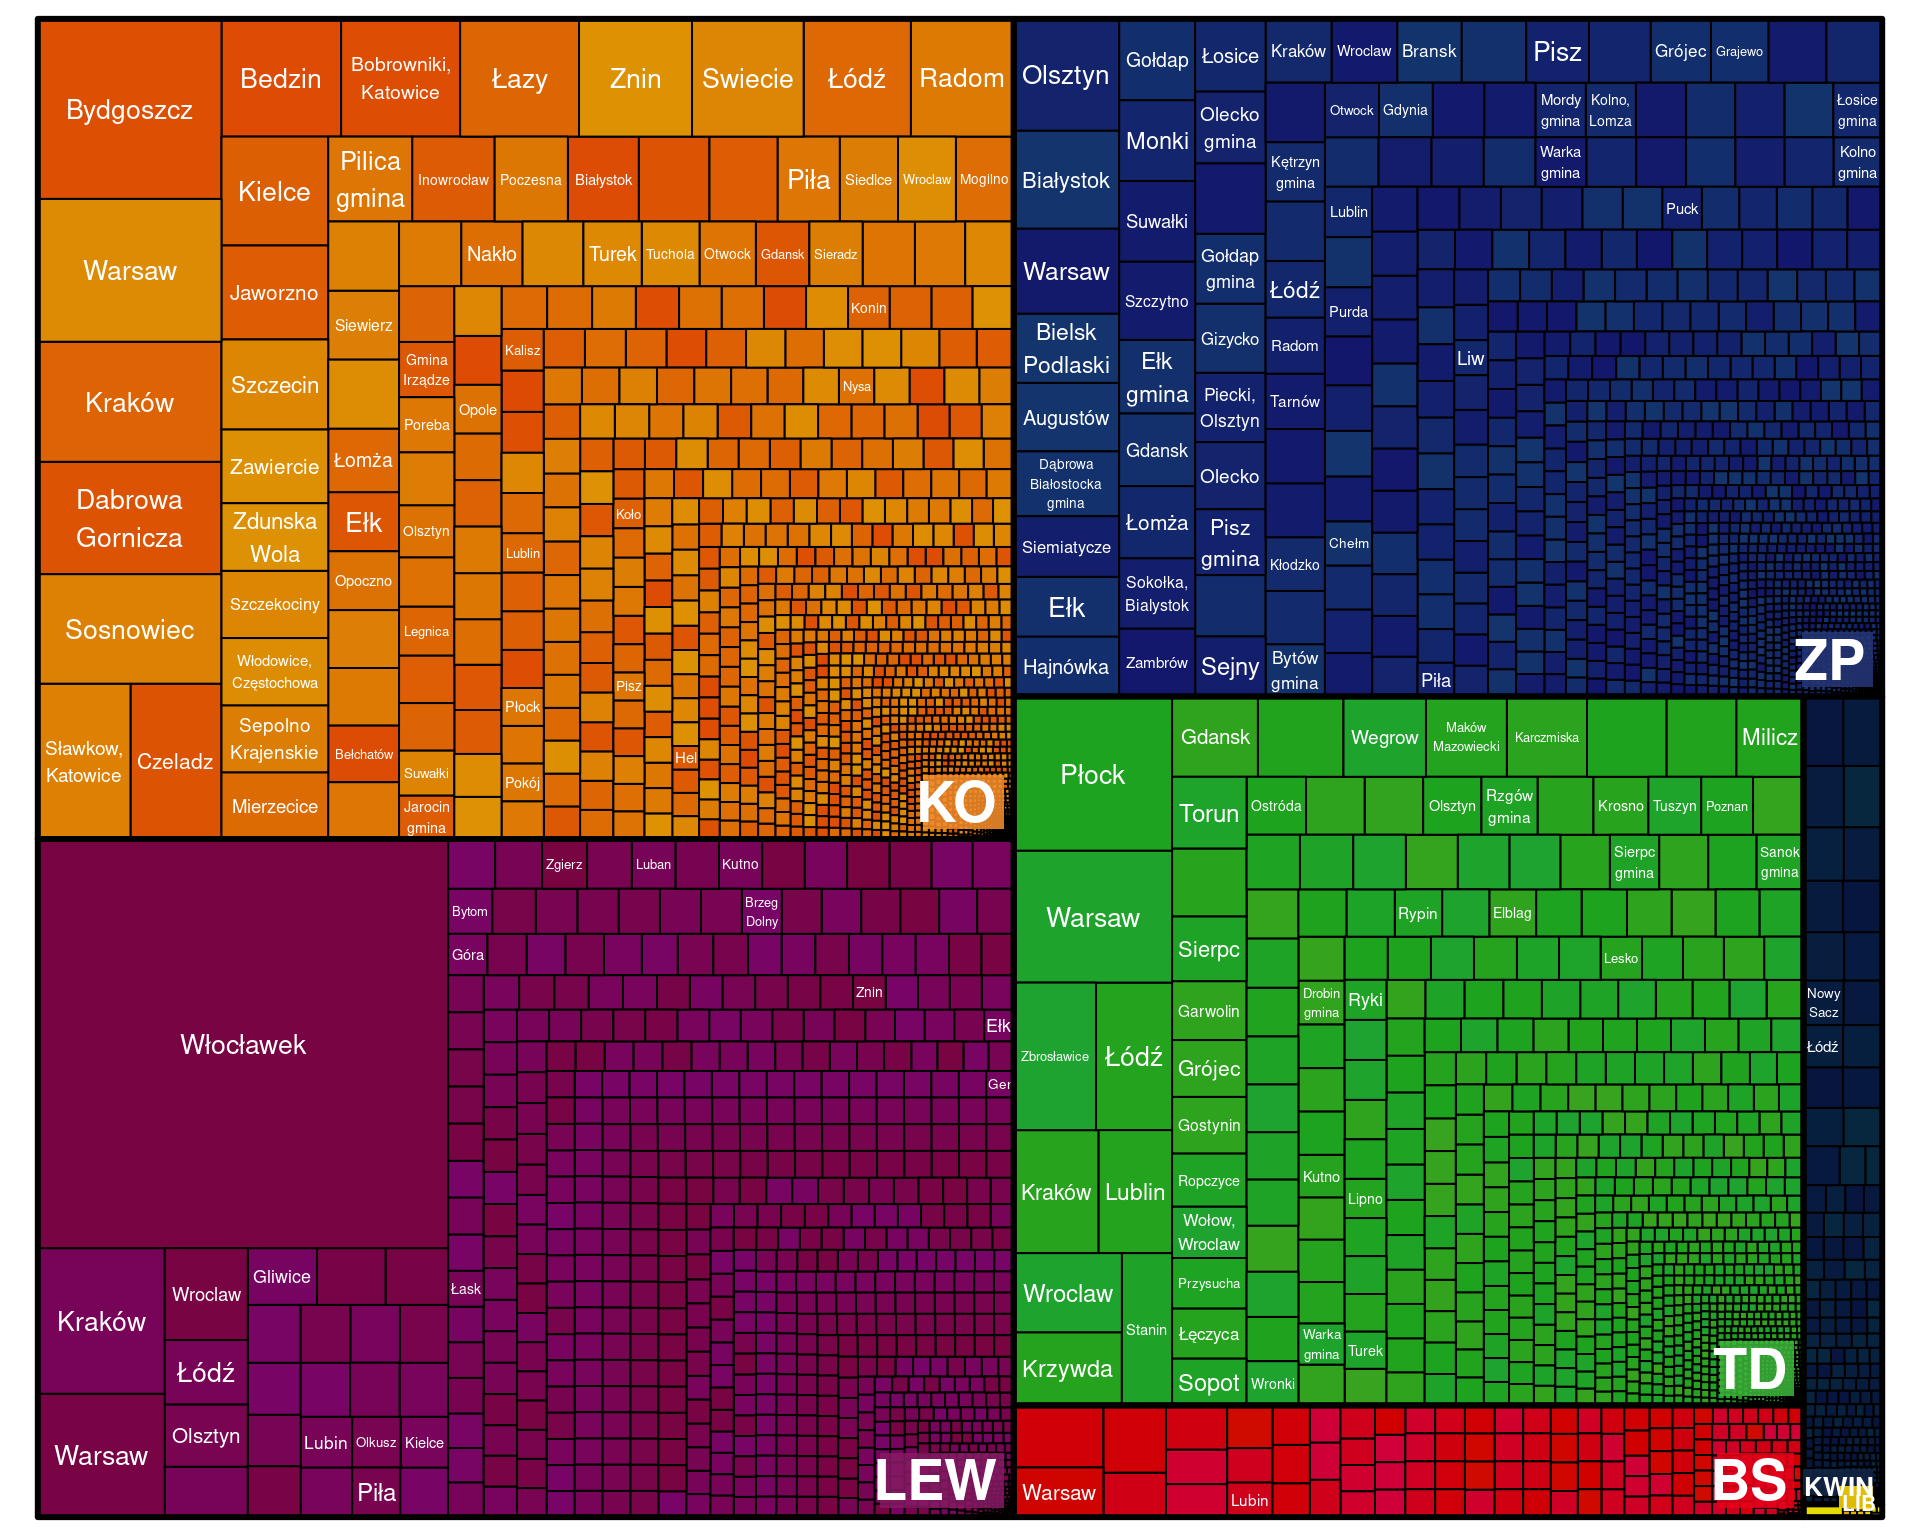 Bydgoszcz
Warsaw
Kraków
Dabrowa
Gornicza
Sosnowiec
Sławkow,
Katowice
Czeladz
Bedzin
Bobrowniki,
Katowice
Łazy
Znin
Swiecie
Łódź
Radom
Kielce
Jaworzno
Szczecin
Zawiercie
Zdunska
Wola
Szczekociny
Włodowice,
Częstochowa
Sepolno
Krajenskie
Mierzecice
Pilica
gmina
Inowrocław
Poczesna
Białystok
Piła
Siedlce
Wroclaw
Mogilno
Siewierz
Łomża
Ełk
Opoczno
Bełchatów
Nakło
Turek
Tuchola
Otwock
Gdansk
Sieradz
Gmina
Irządze
Poreba
Olsztyn
Legnica
Suwałki
Jarocin
gmina
Konin
Opole
Kalisz
Lublin
Płock
Pokój
Nysa
Koło
Pisz
Hel
KO
Olsztyn
Białystok
Warsaw
Bielsk
Podlaski
Augustów
Dąbrowa
Białostocka
gmina
Siemiatycze
Ełk
Hajnówka
Gołdap
Monki
Suwałki
Szczytno
Ełk
gmina
Gdansk
Łomża
Sokołka,
Bialystok
Zambrów
Łosice
Olecko
gmina
Gołdap
gmina
Gizycko
Piecki,
Olsztyn
Olecko
Pisz
gmina
Sejny
Kraków
Wroclaw
Bransk
Pisz
Grójec
Grajewo
Kętrzyn
gmina
Łódź
Radom
Tarnów
Kłodzko
Bytów
gmina
Otwock
Gdynia
Mordy
gmina
Kolno,
Lomza
Łosice
gmina
Warka
gmina
Kolno
gmina
Lublin
Puck
Purda
Chełm
Liw
Piła
ZP
Włocławek
Kraków
Warsaw
Wroclaw
Łódź
Olsztyn
Gliwice
Lubin
Olkusz
Kielce
Piła
Zgierz
Luban
Kutno
Bytom
Brzeg
Dolny
Góra
Znin
Ełk
Ger
Łask
LEW
Płock
Warsaw
Zbrosławice
Łódź
Kraków
Lublin
Wroclaw
Krzywda
Stanin
Gdansk
Wegrow
Maków
Mazowiecki
Karczmiska
Milicz
Torun
Sierpc
Garwolin
Grójec
Gostynin
Ropczyce
Wołow,
Wroclaw
Przysucha
Łęczyca
Sopot
Ostróda
Olsztyn
Rzgów
gmina
Krosno
Tuszyn
Poznan
Sierpc
gmina
Sanok
gmina
Rypin
Elblag
Lesko
Drobin
gmina
Ryki
Kutno
Lipno
Warka
gmina
Turek
Wronki
TD
Nowy
Sacz
Łódź
KWIN
LIB
Warsaw
Lubin
BS